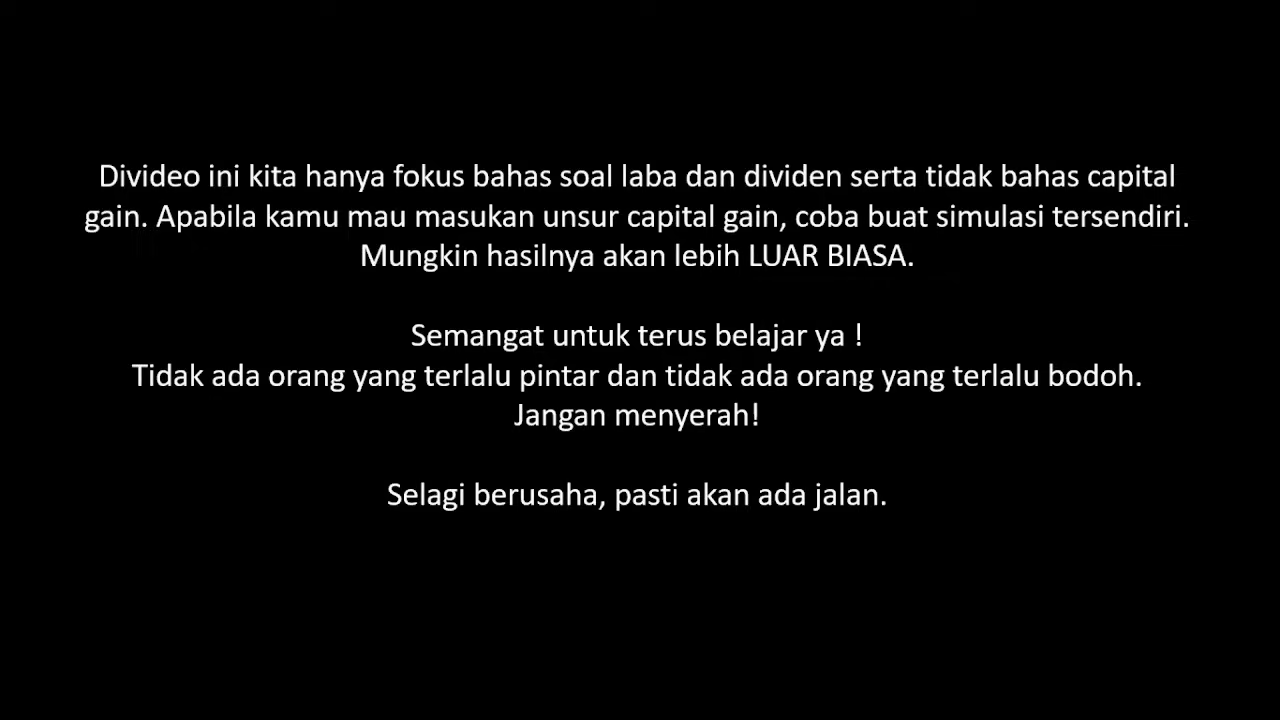 Divideo ini kita hanya fokus bahas soal laba dan dividen serta tidak bahas capital
gain. Apabila kamu mau masukan unsur capital gain, coba buat simulasi tersendiri.
Mungkin hasilnya akan lebih LUAR BIASA.
Semangat untuk terus belajar ya !
Tidak ada orang yang terlalu pintar dan tidak ada orang yang terlalu bodoh.
Jangan menyerah!
Selagi berusaha, pasti akan ada jalan.